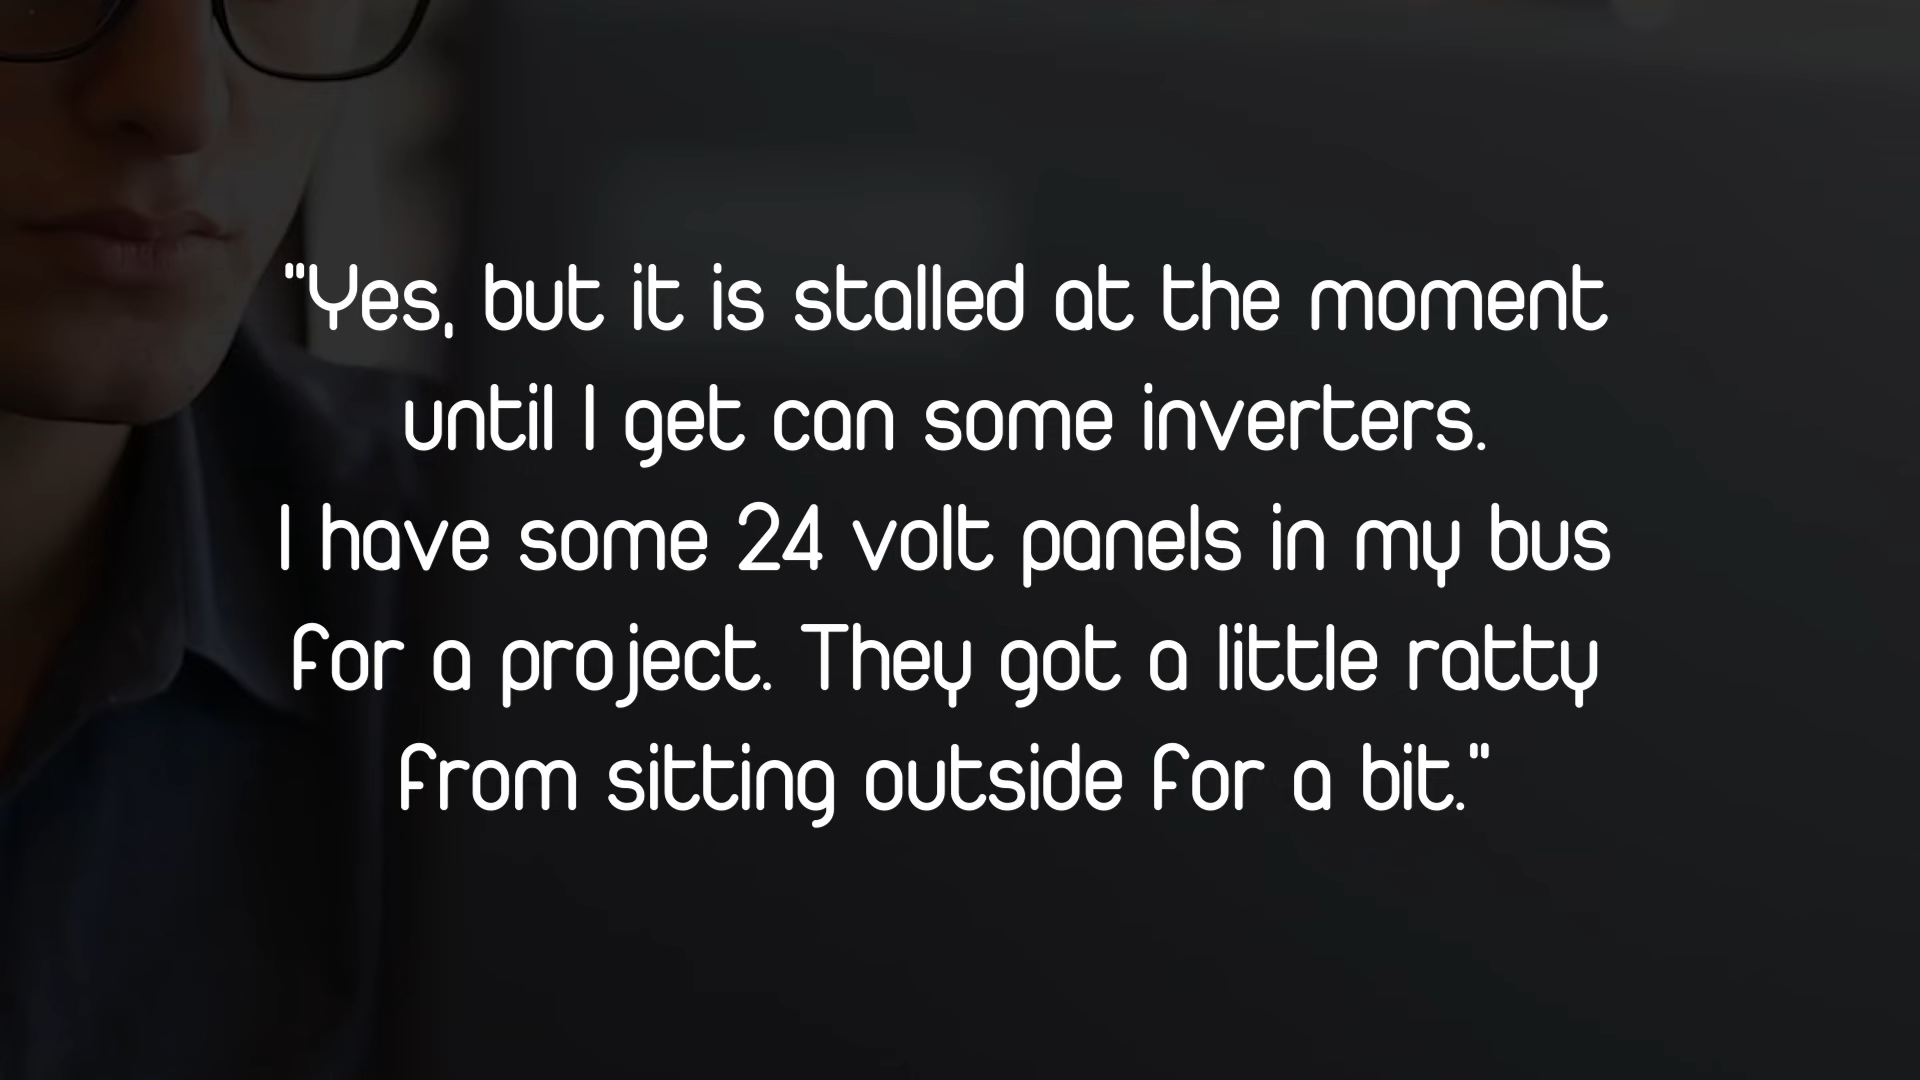 "Yes, but it is stalled at the moment
until I get can some inverters.
I have some 24 volt panels in my bus
for a project. They got a little ratty
from sitting outside for a bit."